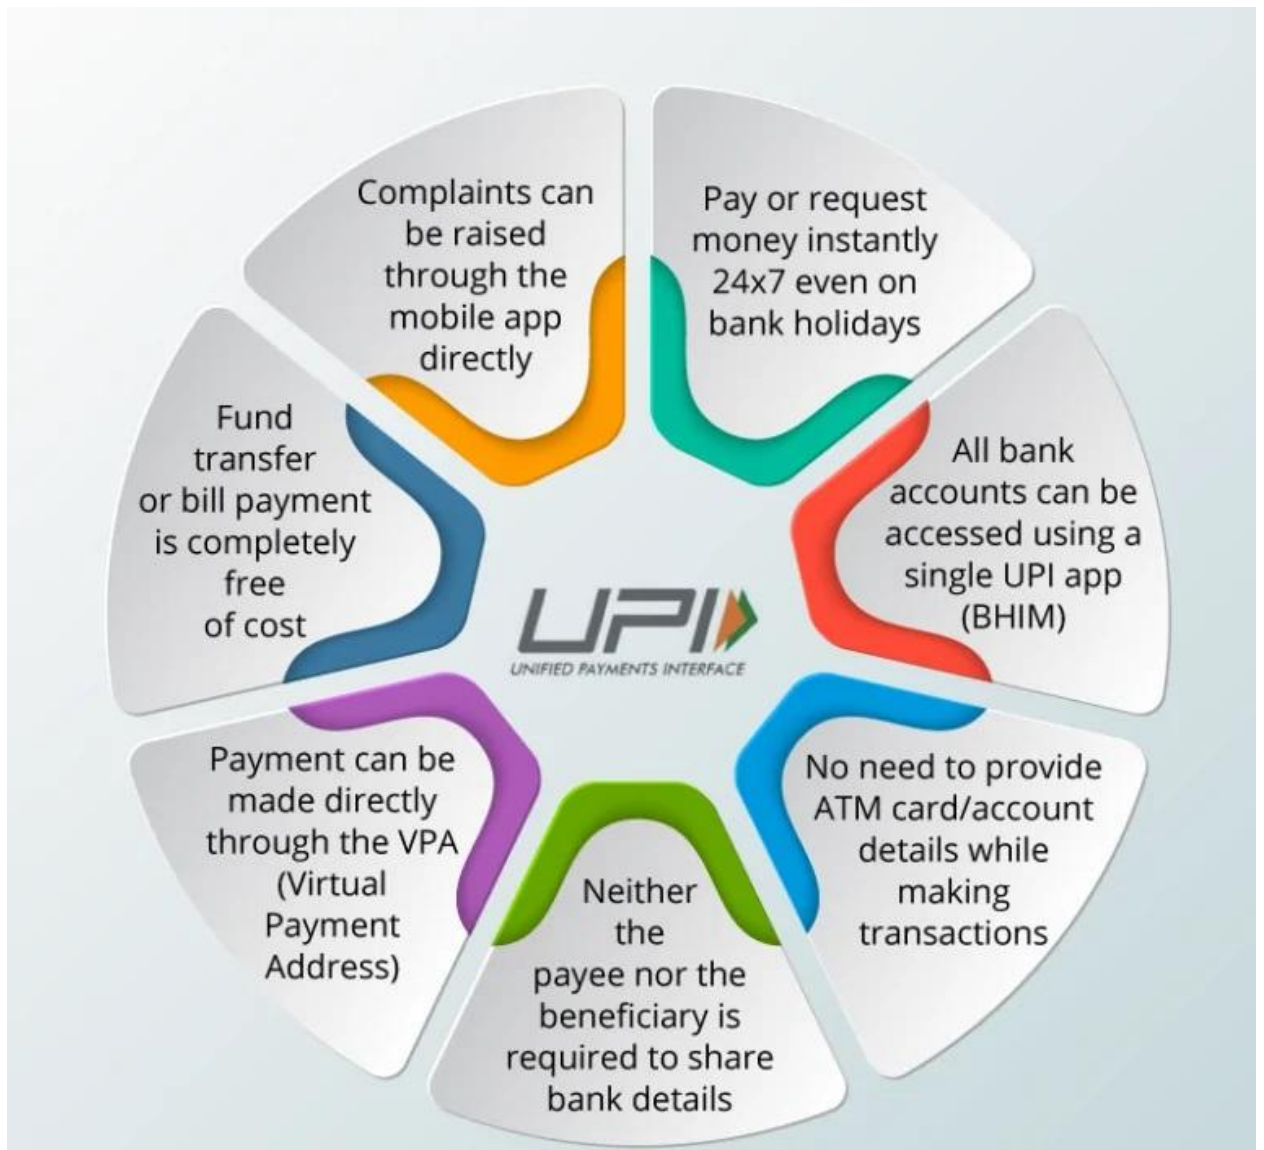 Complaints can
be raised
through the
mobile app
directly
Pay or request
money instantly
24x7 even on
bank holidays
All bank
accounts can be
accessed using a
single UPI app
(BHIM)
No need to provide
ATM card/account
details while
making
transactions
Neither
the
payee nor the
beneficiary is
required to share
bank details
Payment can be
made directly
through the VPA
(Virtual
Payment
Address)
Fund
transfer
or bill payment
is completely
free
of cost
UPI
UNIFIED PAYMENTS INTERFACE